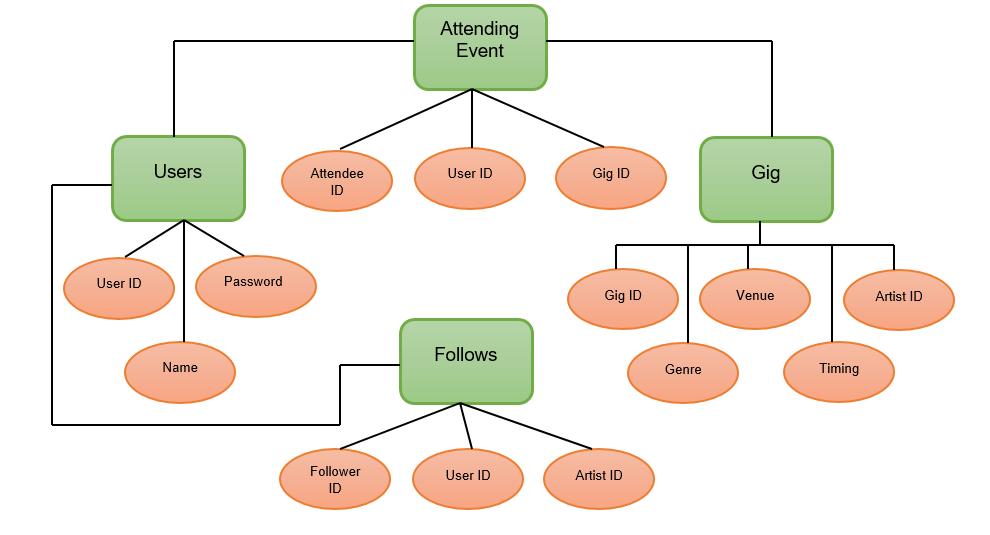 Attending
Event
Users
Attendee
ID
User ID
Gig ID
Gig
User ID
Password
Name
Gig ID
Venue
Artist ID
Genre
Timing
Follows
Follower
ID
User ID
Artist ID